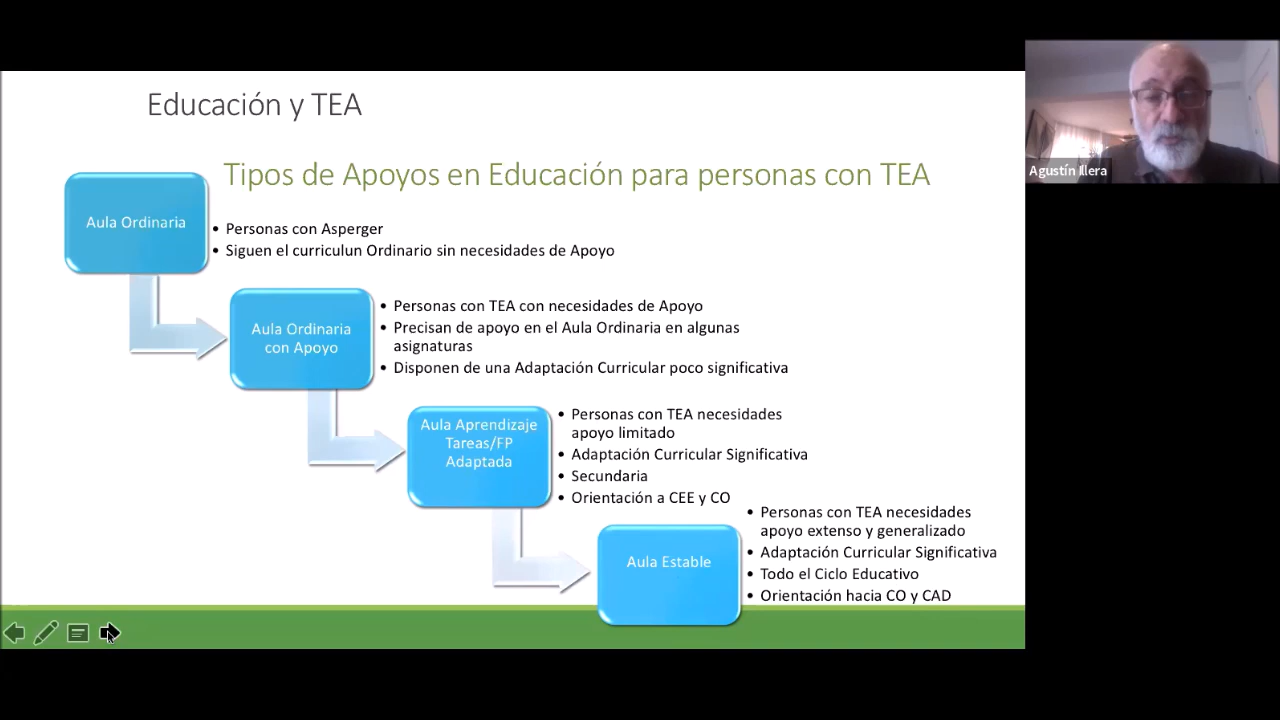 Educación y TEA
Tipos de Apoyos en Educación para personas con TEA
Aula Ordinaria
• Personas con Asperger
• Siguen el curriculun Ordinario sin necesidades de Apoyo
Aula Ordinaria
con Apoyo
• Personas con TEA con necesidades de Apoyo
• Precisan de apoyo en el Aula Ordinaria en algunas
asignaturas
• Disponen de una Adaptación Curricular poco significativa
Aula Aprendizaje
Tareas/FP
Adaptada
• Personas con TEA necesidades
apoyo limitado
• Adaptación Curricular Significativa
• Secundaria
• Orientación a CEE y CO
Aula Estable
• Personas con TEA necesidades
apoyo extenso y generalizado
• Adaptación Curricular Significativa
• Todo el Ciclo Educativo
• Orientación hacia CO y CAD
Agustín Illera